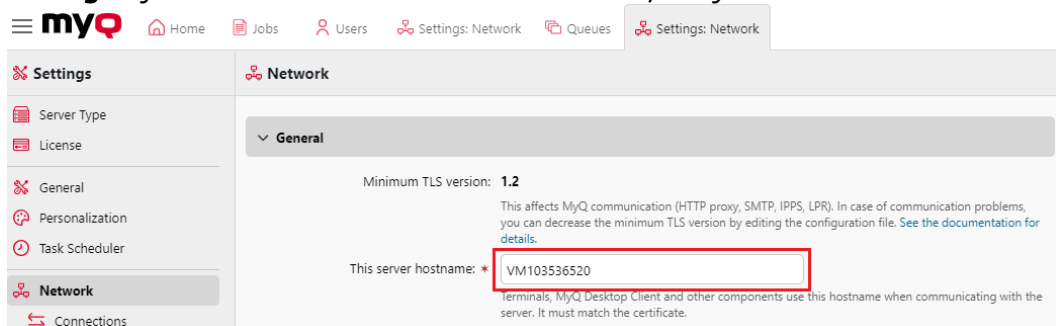 myQ Home Jobs Users Settings: Network Queues Settings: Network
Settings
Network
Server Type
License
General
General
Personalization
Task Scheduler
Network
Connections
Minimum TLS version: 1.2
This affects MyQ communication (HTTP proxy, SMTP, IPPS, LPR). In case of communication problems,
you can decrease the minimum TLS version by editing the configuration file. See the documentation for
details.
This server hostname: * VM103536520
Terminals, MyQ Desktop Client and other components use this hostname when communicating with the
server. It must match the certificate.